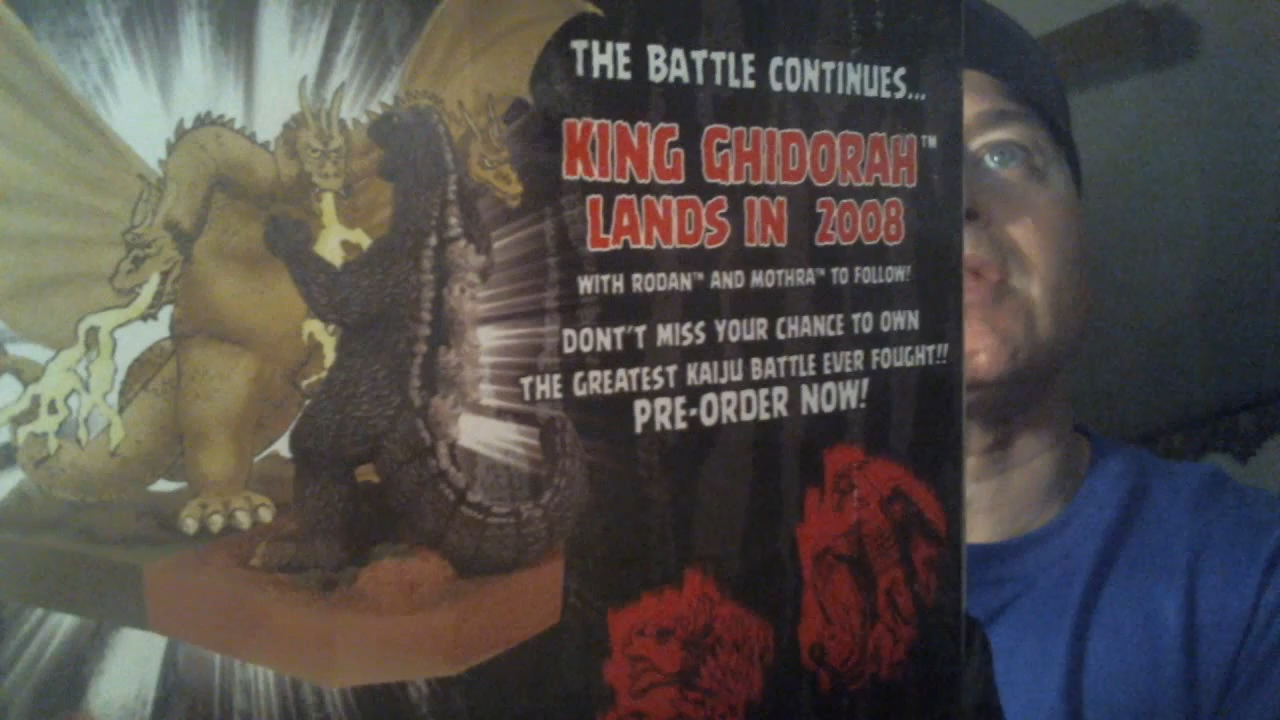 THE BATTLE CONTINUES...
KING GHIDORAH™
LANDS IN 2008
WITH RODAN™ AND MOTHRA™ TO FOLLOW!
DONT'T MISS YOUR CHANCE TO OWN
THE GREATEST KAIJU BATTLE EVER FOUGHT!!
PRE-ORDER NOW!